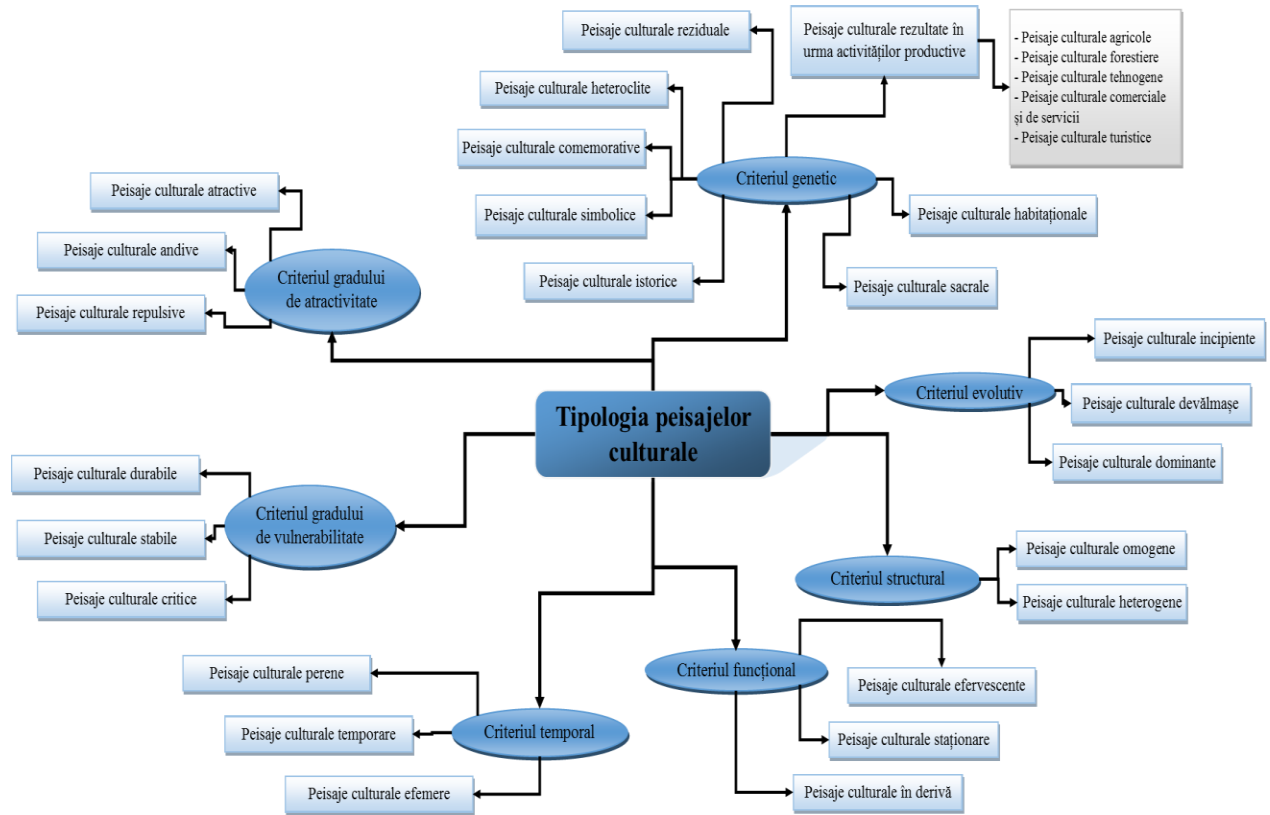 Peisaje culturale reziduale
Peisaje culturale rezultate în
urma activităților productive
- Peisaje culturale agricole
- Peisaje culturale forestiere
- Peisaje culturale tehnogene
- Peisaje culturale comerciale
și de servicii
- Peisaje culturale turistice
Peisaje culturale heteroclite
Peisaje culturale comemorative
Peisaje culturale simbolice
Peisaje culturale istorice
Criteriul genetic
Peisaje culturale habitaționale
Peisaje culturale sacrale
Peisaje culturale atractive
Peisaje culturale andive
Peisaje culturale repulsive
Criteriul gradului
de atractivitate
Tipologia peisajelor
culturale
Criteriul evolutiv
Peisaje culturale incipiente
Peisaje culturale devălmașe
Peisaje culturale dominante
Peisaje culturale durabile
Peisaje culturale stabile
Peisaje culturale critice
Criteriul gradului
de vulnerabilitate
Criteriul structural
Peisaje culturale omogene
Peisaje culturale heterogene
Peisaje culturale perene
Peisaje culturale temporare
Peisaje culturale efemere
Criteriul temporal
Criteriul funcțional
Peisaje culturale efervescente
Peisaje culturale staționare
Peisaje culturale în derivă